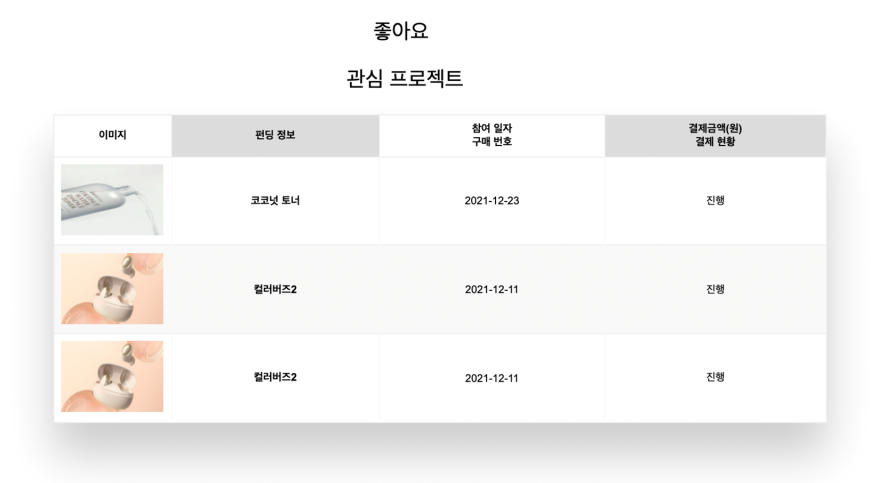 좋아요
관심 프로젝트
이미지
펀딩 정보
참여 일자
구매 번호
결제금액(원)
결제 현황
코코넛 토너
2021-12-23
진행
컬러버즈2
2021-12-11
진행
컬러버즈2
2021-12-11
진행